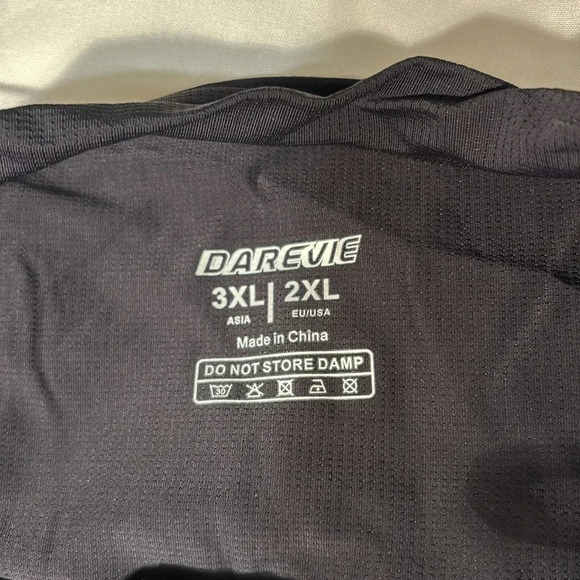 DAREVIE
3XL | 2XL
ASIA EU/USA
Made in China
DO NOT STORE DAMP
30